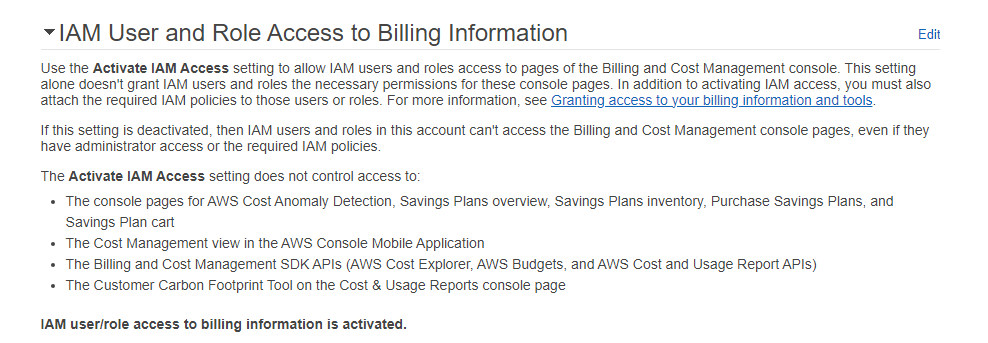 IAM User and Role Access to Billing Information
Edit
Use the Activate IAM Access setting to allow IAM users and roles access to pages of the Billing and Cost Management console. This setting
alone doesn't grant IAM users and roles the necessary permissions for these console pages. In addition to activating IAM access, you must also
attach the required IAM policies to those users or roles. For more information, see Granting access to your billing information and tools.
If this setting is deactivated, then IAM users and roles in this account can't access the Billing and Cost Management console pages, even if they
have administrator access or the required IAM policies.
The Activate IAM Access setting does not control access to:
• The console pages for AWS Cost Anomaly Detection, Savings Plans overview, Savings Plans inventory, Purchase Savings Plans, and
Savings Plan cart
• The Cost Management view in the AWS Console Mobile Application
• The Billing and Cost Management SDK APIs (AWS Cost Explorer, AWS Budgets, and AWS Cost and Usage Report APIs)
• The Customer Carbon Footprint Tool on the Cost & Usage Reports console page
IAM user/role access to billing information is activated.